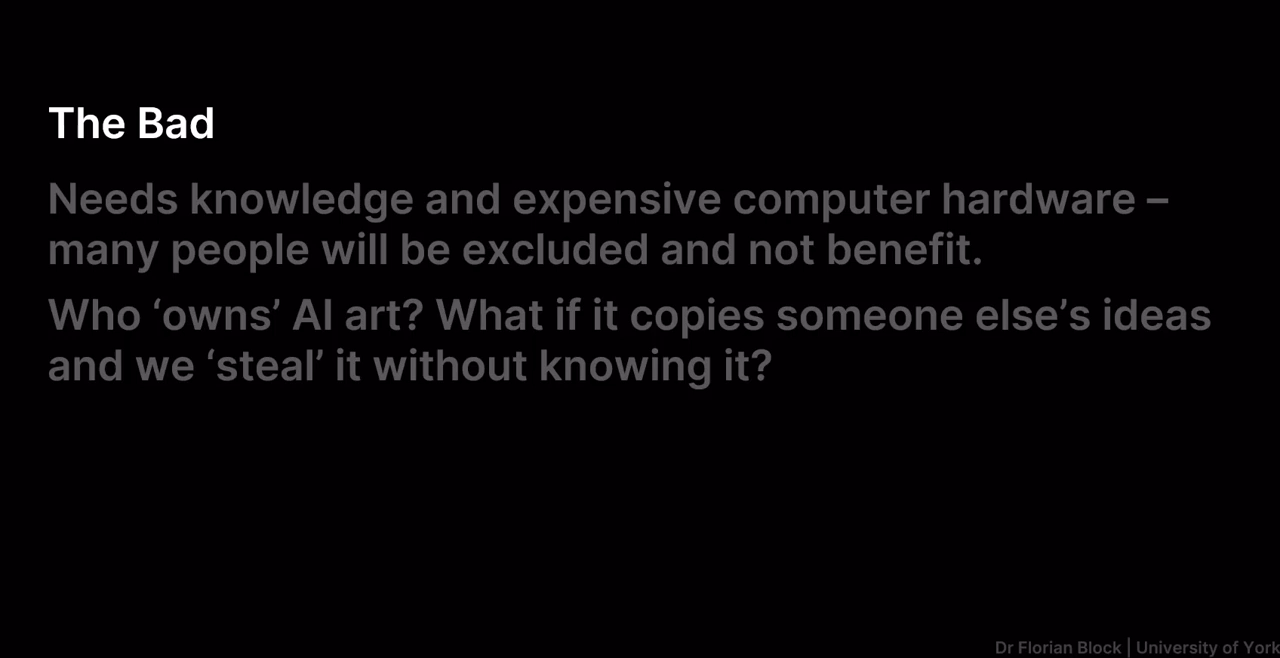 The Bad
Needs knowledge and expensive computer hardware –
many people will be excluded and not benefit.
Who ‘owns’ AI art? What if it copies someone else’s ideas
and we ‘steal’ it without knowing it?
Dr Florian Block | University of York